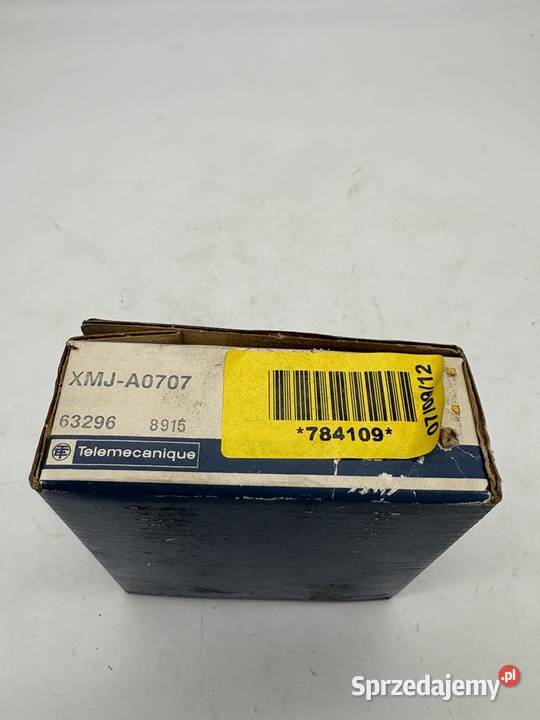 XMJ-A0707
63296 8915
Telemecanique
*784109*
07/09/12
Sprzedajemy.pl